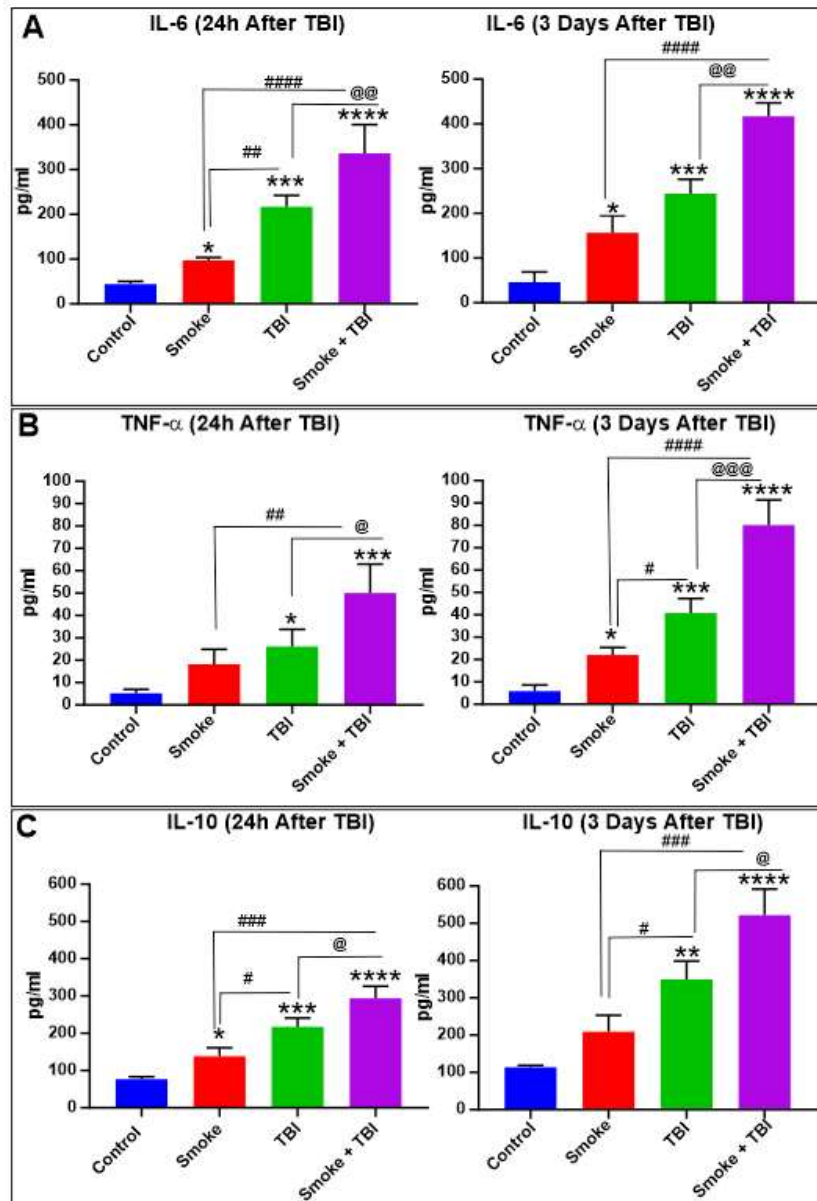 A
IL-6 (24h After TBI)
IL-6 (3 Days After TBI)
pg/ml
500
400
300
200
100
0
####
@@
****
##
***
*
Control
Smoke
TBI
Smoke + TBI
pg/ml
500
400
300
200
100
0
####
@@
****
***
*
Control
Smoke
TBI
Smoke + TBI
B
TNF-α (24h After TBI)
TNF-α (3 Days After TBI)
pg/ml
100
90
80
70
60
50
40
30
20
10
0
##
@
***
*
Control
Smoke
TBI
Smoke + TBI
pg/ml
100
90
80
70
60
50
40
30
20
10
0
####
@@@
****
#
***
*
Control
Smoke
TBI
Smoke + TBI
C
IL-10 (24h After TBI)
IL-10 (3 Days After TBI)
pg/ml
600
500
400
300
200
100
0
###
@
#
****
***
*
Control
Smoke
TBI
Smoke + TBI
pg/ml
600
500
400
300
200
100
0
###
@
****
#
**
Control
Smoke
TBI
Smoke + TBI